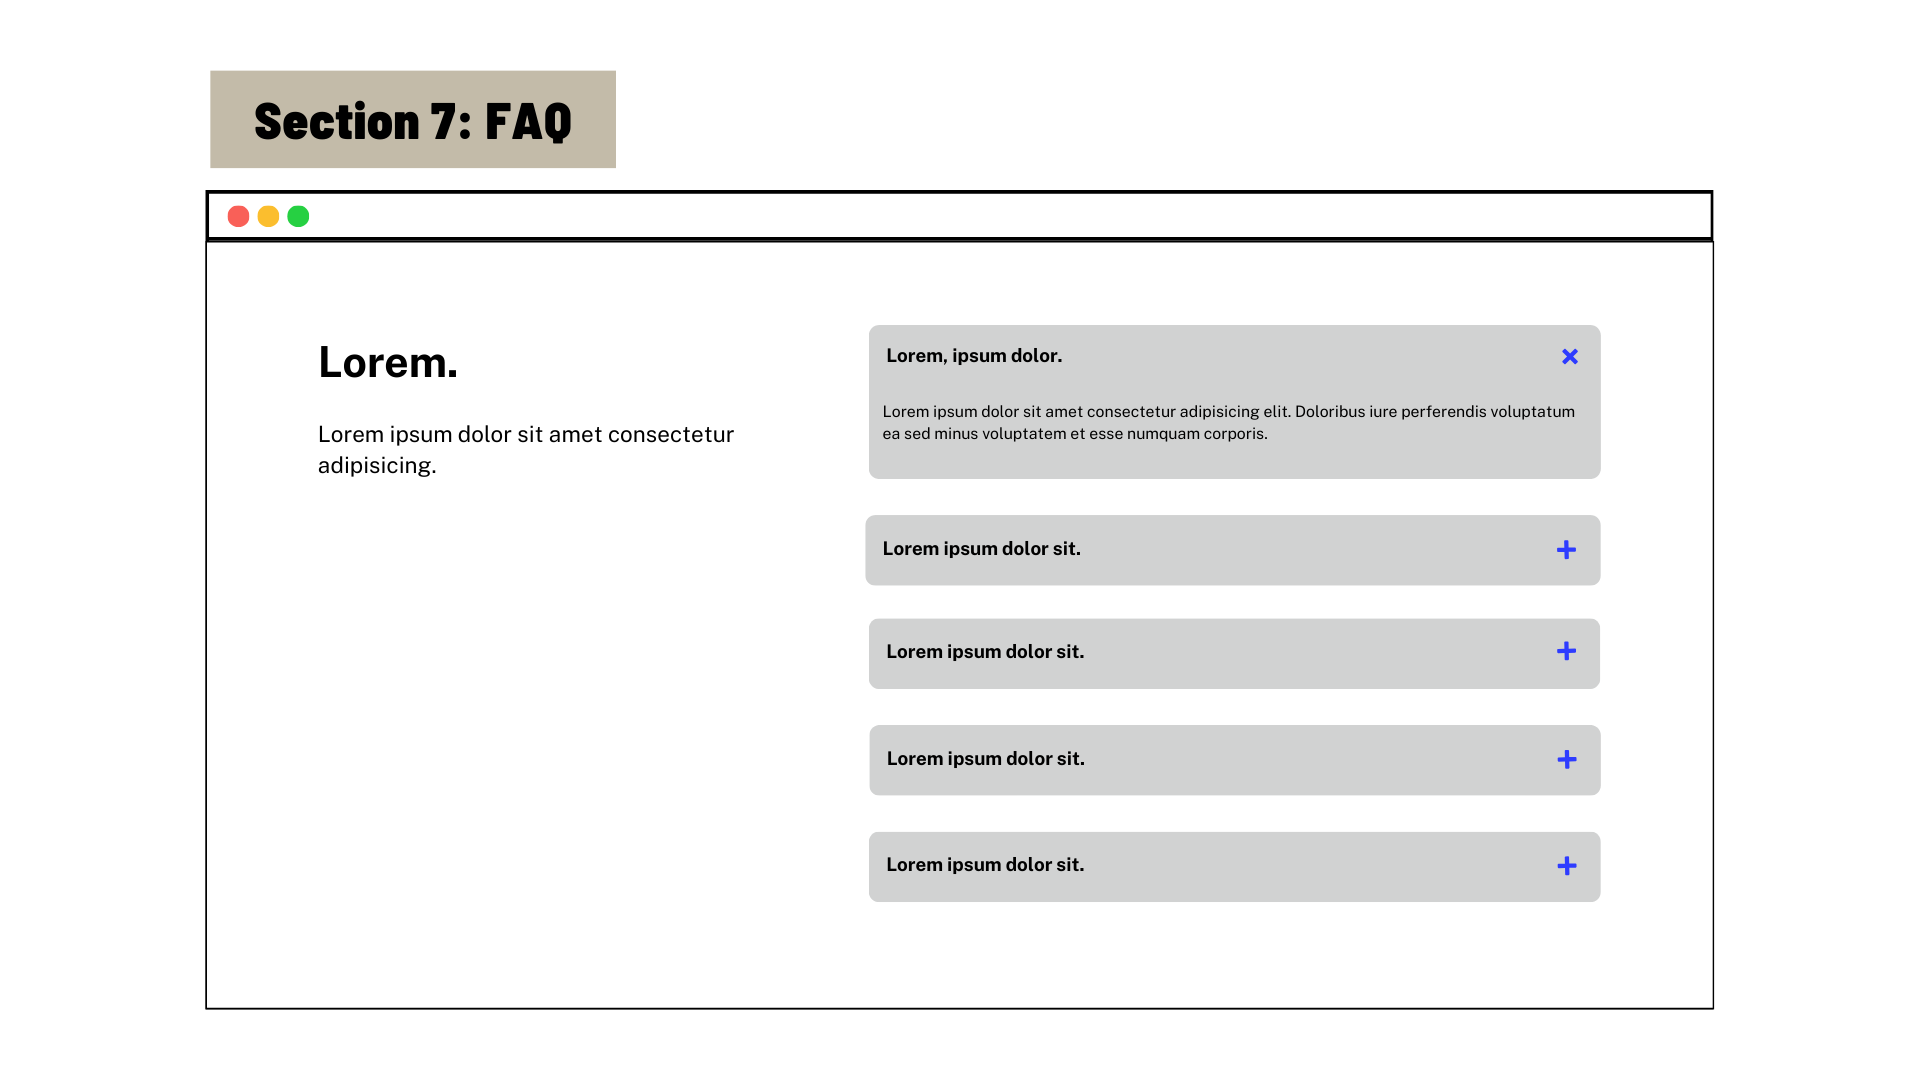 Section 7: FAQ
Lorem.
Lorem ipsum dolor sit amet consectetur
adipisicing.
Lorem, ipsum dolor.
Lorem ipsum dolor sit amet consectetur adipisicing elit. Doloribus iure perferendis voluptatum
ea sed minus voluptatem et esse numquam corporis.
Lorem ipsum dolor sit.
Lorem ipsum dolor sit.
Lorem ipsum dolor sit.
Lorem ipsum dolor sit.